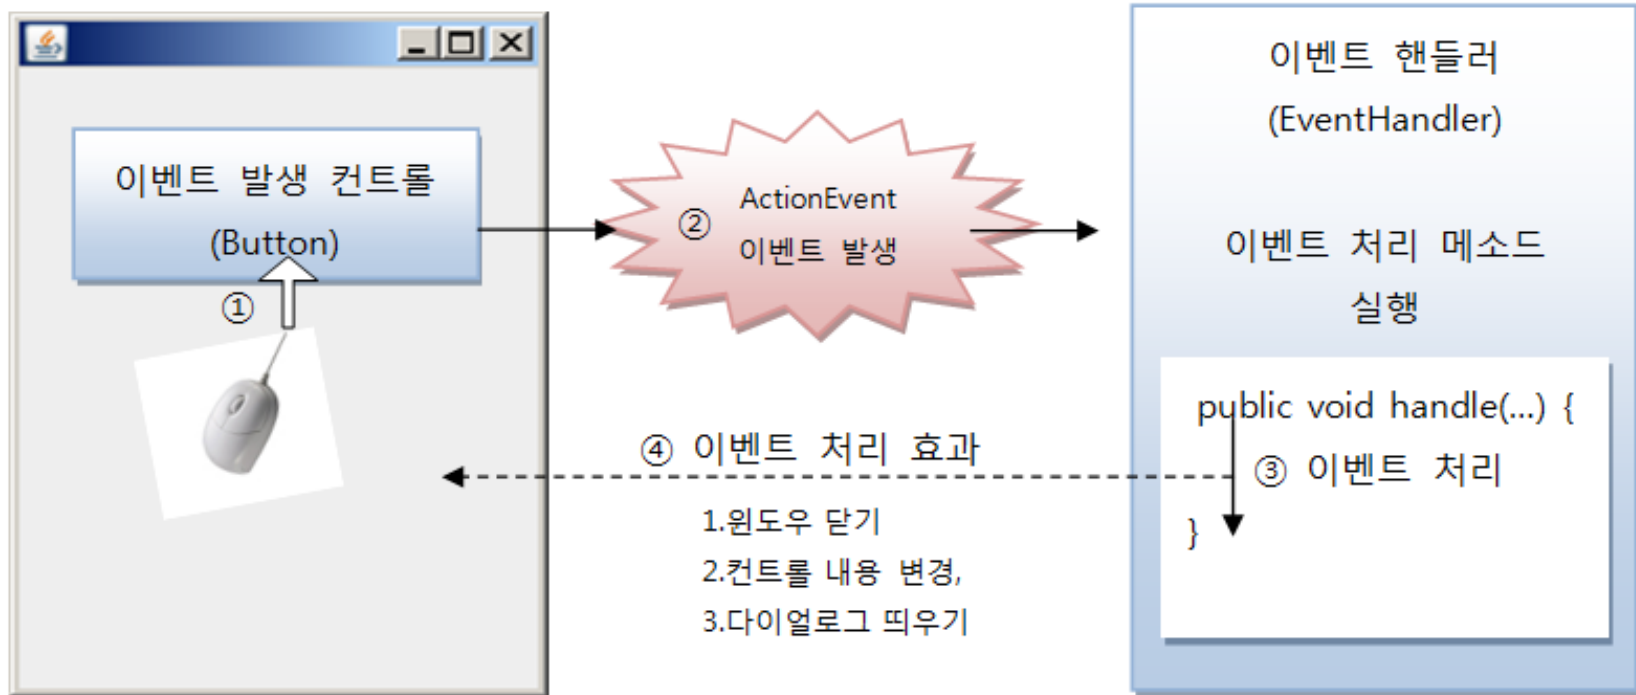 이벤트 발생 컨트롤
(Button)
①
②
ActionEvent
이벤트 발생
이벤트 핸들러
(EventHandler)
이벤트 처리 메소드
실행
public void handle(...) {
③ 이벤트 처리
}
④ 이벤트 처리 효과
1.윈도우 닫기
2.컨트롤 내용 변경,
3.다이얼로그 띄우기